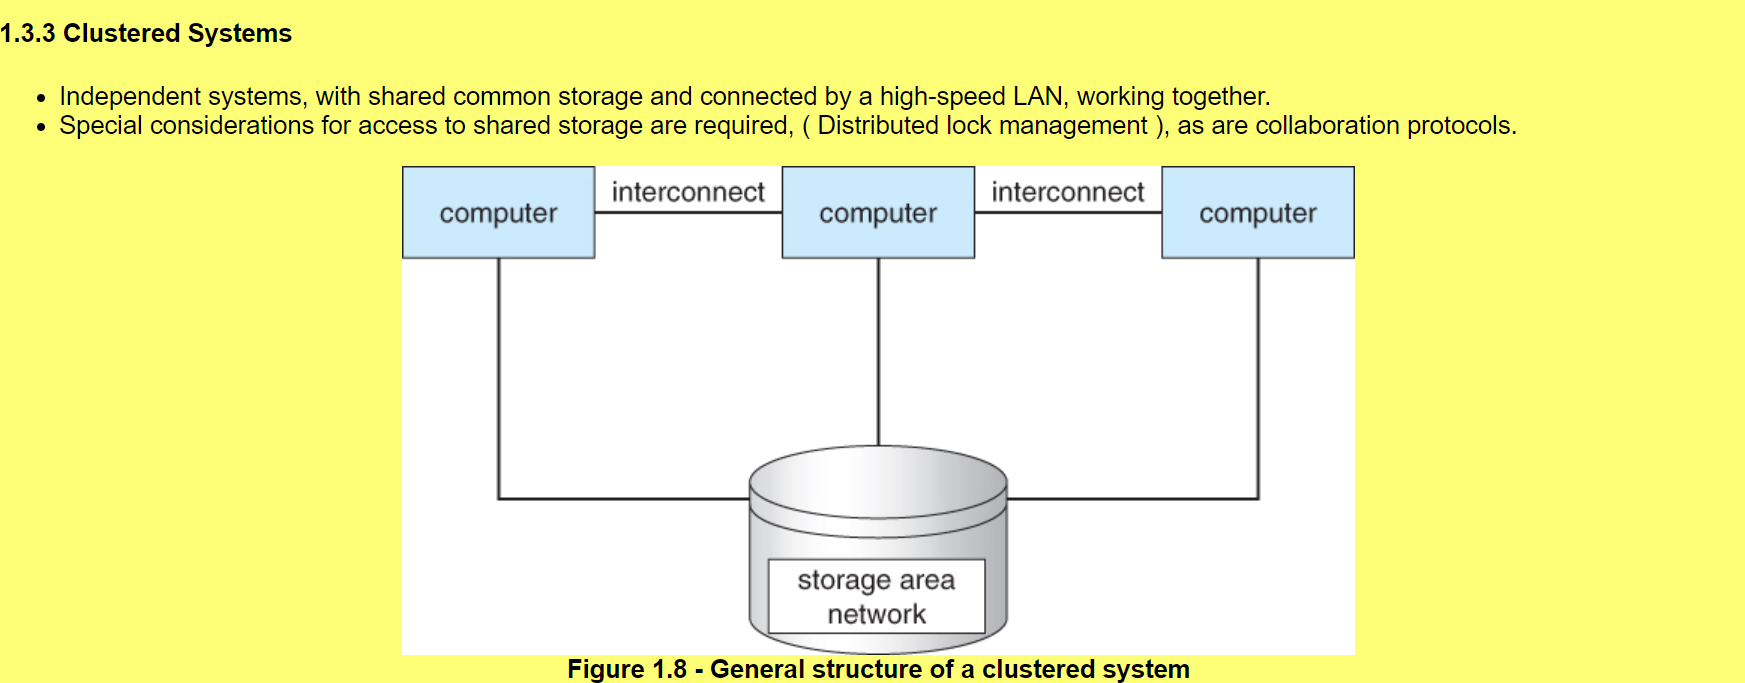 1.3.3 Clustered Systems
• Independent systems, with shared common storage and connected by a high-speed LAN, working together.
• Special considerations for access to shared storage are required, ( Distributed lock management ), as are collaboration protocols.
computer
interconnect
computer
interconnect
computer
storage area
network
Figure 1.8 - General structure of a clustered system